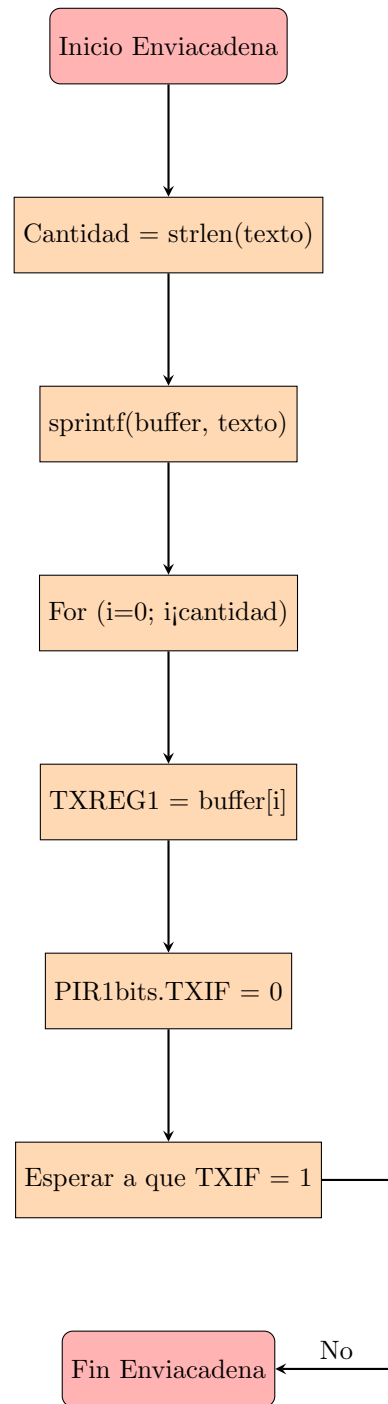 Inicio Enviacadena
Cantidad = strlen(texto)
sprintf(buffer, texto)
For (i=0; i¡cantidad)
TXREG1 = buffer[i]
PIR1bits.TXIF = 0
Esperar a que TXIF = 1
No
Fin Enviacadena